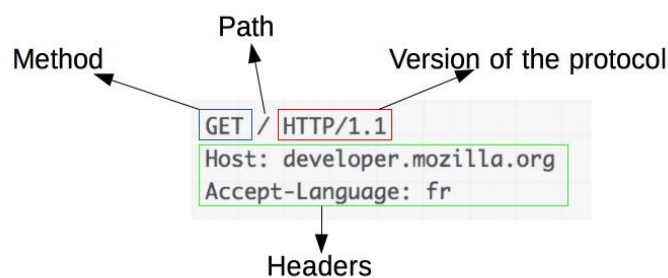 Path
Method
Version of the protocol
GET / HTTP/1.1
Host: developer.mozilla.org
Accept-Language: fr
Headers